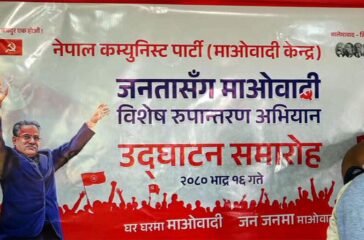 नेपाल कम्युनिस्ट पार्टी (माओवादी केन्द्र)
जनतासँग माओवादी
विशेष रुपान्तरण अभियान
उद्घाटन समारोह
२०८० भाद्र १६ गते
घर घरमा माओवादी जन जनमा माओवादी